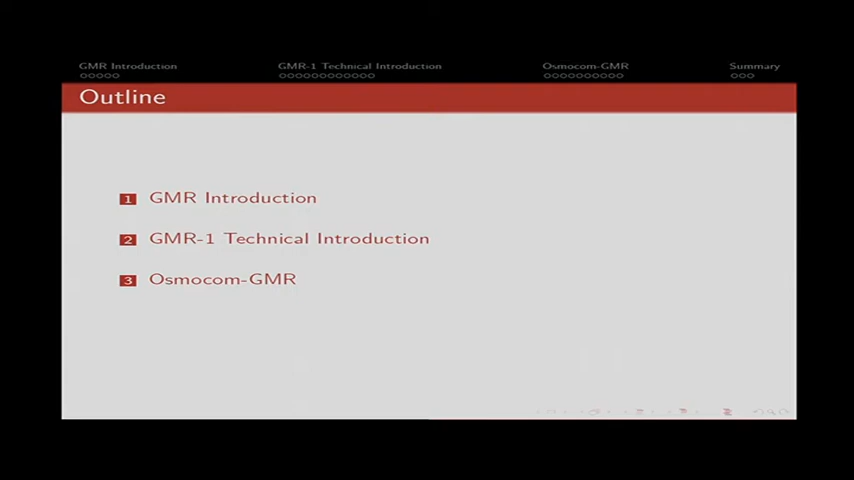 GMR Introduction GMR-1 Technical Introduction Osmocom-GMR Summary
Outline
1 GMR Introduction
2 GMR-1 Technical Introduction
3 Osmocom-GMR